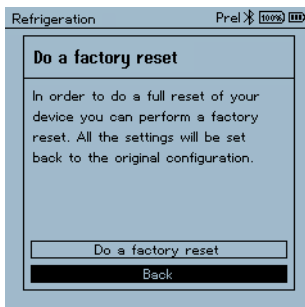 Refrigeration Prel 100%
Do a factory reset
In order to do a full reset of your
device you can perform a factory
reset. All the settings will be set
back to the original configuration.
Do a factory reset
Back